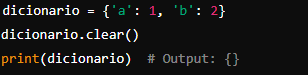 dicionario = {'a': 1, 'b': 2}
dicionario.clear()
print(dicionario)  # Output: {}